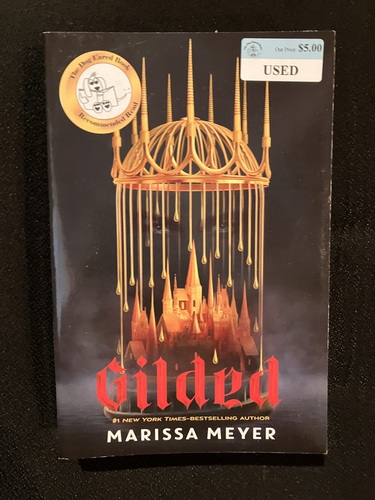 The Dog Eared Book
Recommended Read
Our Price: $5.00
USED
Gilded
#1 NEW YORK TIMES-BESTSELLING AUTHOR
MARISSA MEYER